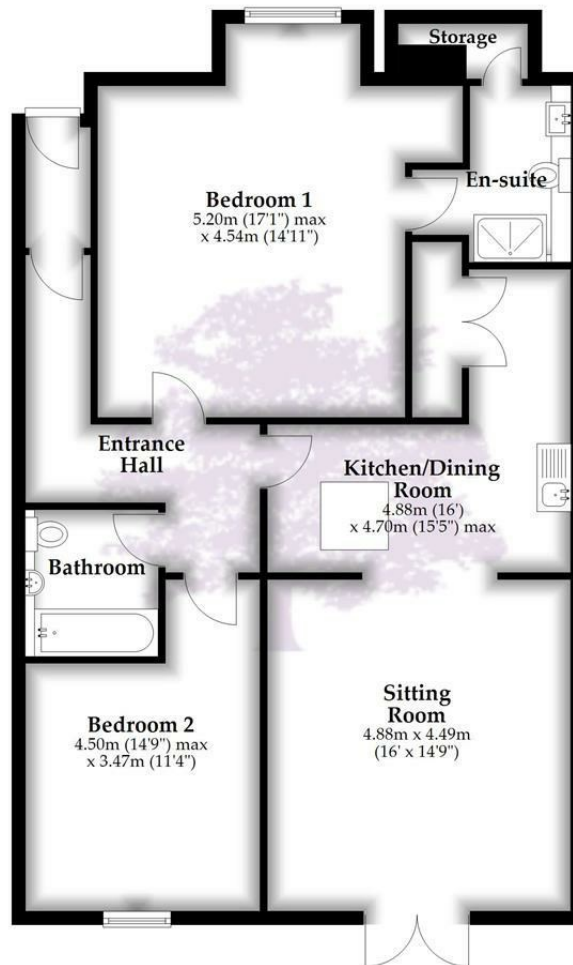 Storage
En-suite
Bedroom 1
5.20m (17'1") max
x 4.54m (14'11")
Entrance
Hall
Kitchen/Dining
Room
4.88m (16')
x 4.70m (15'5") max
Bathroom
Bedroom 2
4.50m (14'9") max
x 3.47m (11'4")
Sitting
Room
4.88m x 4.49m
(16' x 14'9")